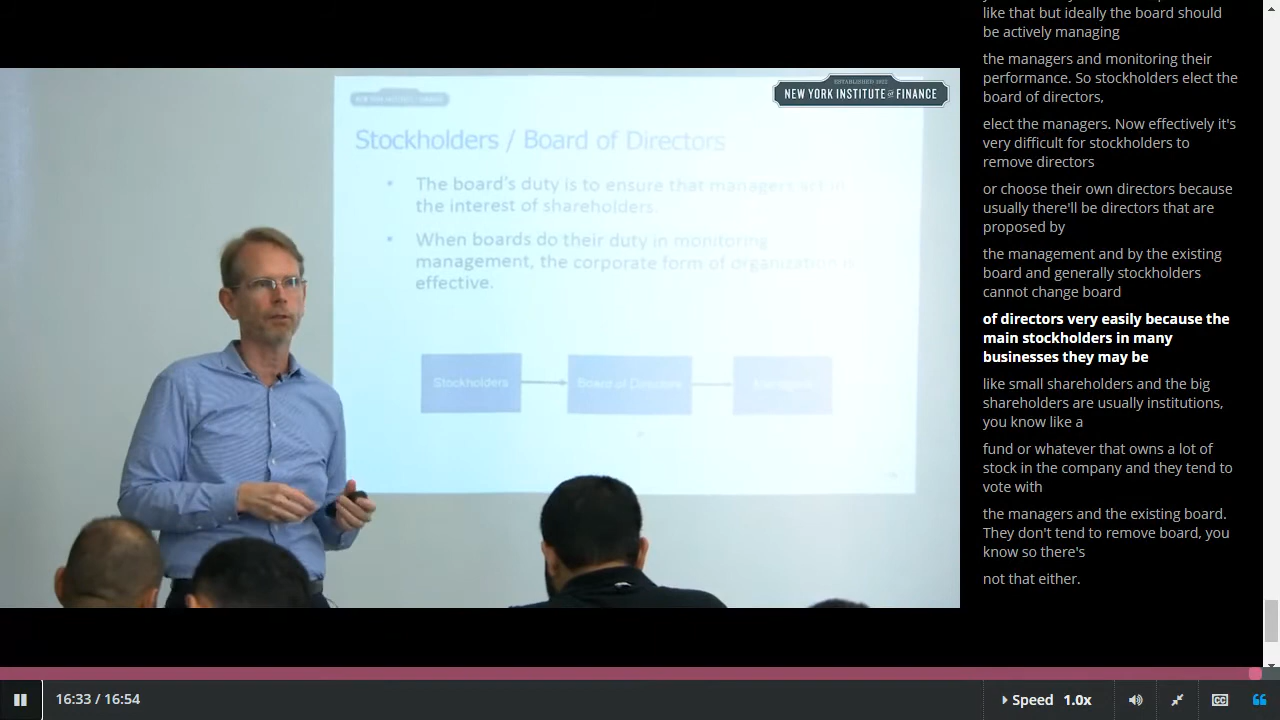 like that but ideally the board should
be actively managing
the managers and monitoring their
performance. So stockholders elect the
board of directors,
elect the managers. Now effectively it's
very difficult for stockholders to
remove directors
or choose their own directors because
usually there'll be directors that are
proposed by
the management and by the existing
board and generally stockholders
cannot change board
of directors very easily because the
main stockholders in many
businesses they may be
like small shareholders and the big
shareholders are usually institutions,
you know like a
fund or whatever that owns a lot of
stock in the company and they tend to
vote with
the managers and the existing board.
They don't tend to remove board, you
know so there's
not that either.
ESTABLISHED 1922
NEW YORK INSTITUTE OF FINANCE
NEW YORK INSTITUTE OF FINANCE
Stockholders / Board of Directors
• The board's duty is to ensure that managers act in
the interest of shareholders.
• When boards do their duty in monitoring
management, the corporate form of organization is
effective.
Stockholders
Board of Directors
Managers
16:33 / 16:54
Speed 1.0x
CC